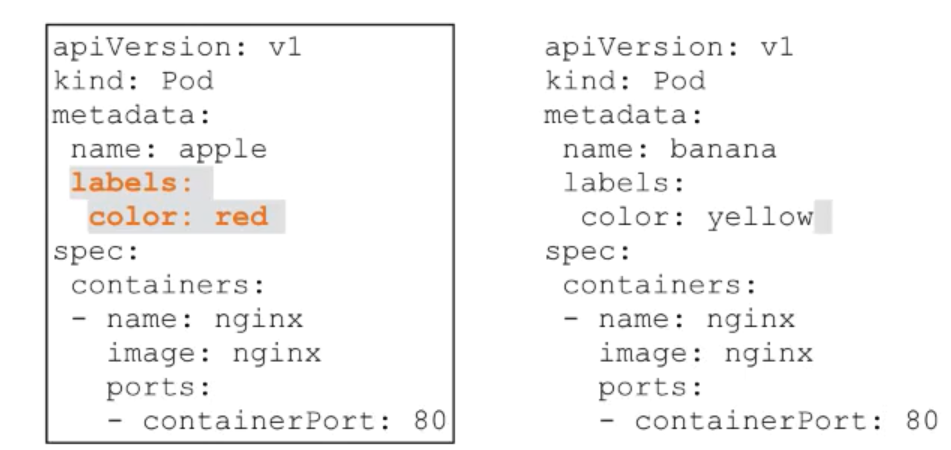 apiVersion: v1
kind: Pod
metadata:
 name: apple
 labels:
  color: red
spec:
 containers:
 - name: nginx
   image: nginx
   ports:
   - containerPort: 80
apiVersion: v1
kind: Pod
metadata:
 name: banana
 labels:
  color: yellow
spec:
 containers:
 - name: nginx
   image: nginx
   ports:
   - containerPort: 80